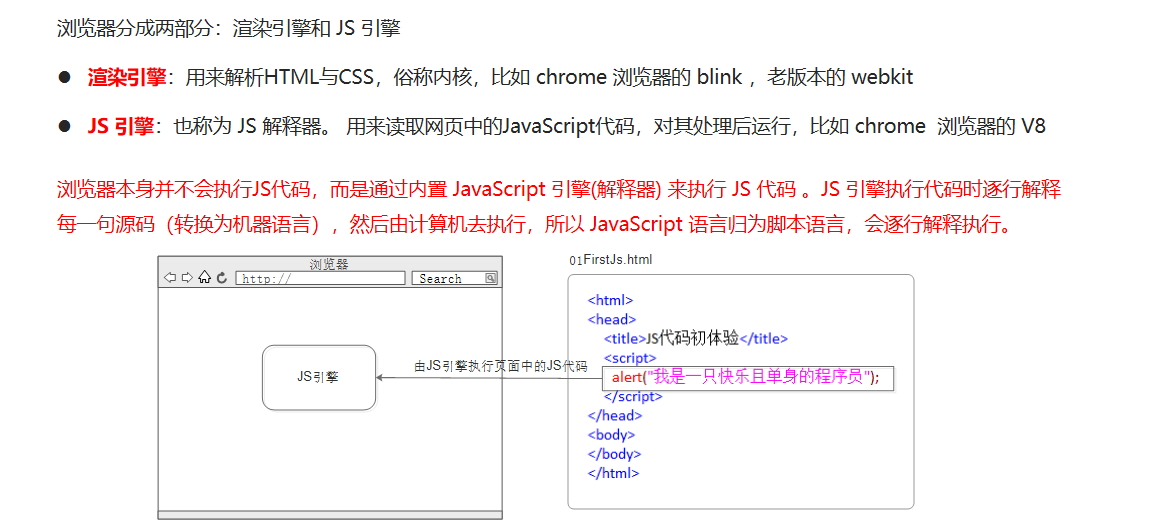 浏览器分成两部分：渲染引擎和 JS 引擎
● 渲染引擎：用来解析HTML与CSS，俗称内核，比如 chrome 浏览器的 blink ，老版本的 webkit
● JS 引擎：也称为 JS 解释器。 用来读取网页中的JavaScript代码，对其处理后运行，比如 chrome 浏览器的 V8
浏览器本身并不会执行JS代码，而是通过内置 JavaScript 引擎(解释器) 来执行 JS 代码 。JS 引擎执行代码时逐行解释
每一句源码（转换为机器语言），然后由计算机去执行，所以 JavaScript 语言归为脚本语言，会逐行解释执行。
浏览器
http://
Search
JS引擎
由JS引擎执行页面中的JS代码
01FirstJs.html
<html>
<head>
<title>JS代码初体验</title>
<script>
alert("我是一只快乐且单身的程序员");
</script>
</head>
<body>
</body>
</html>